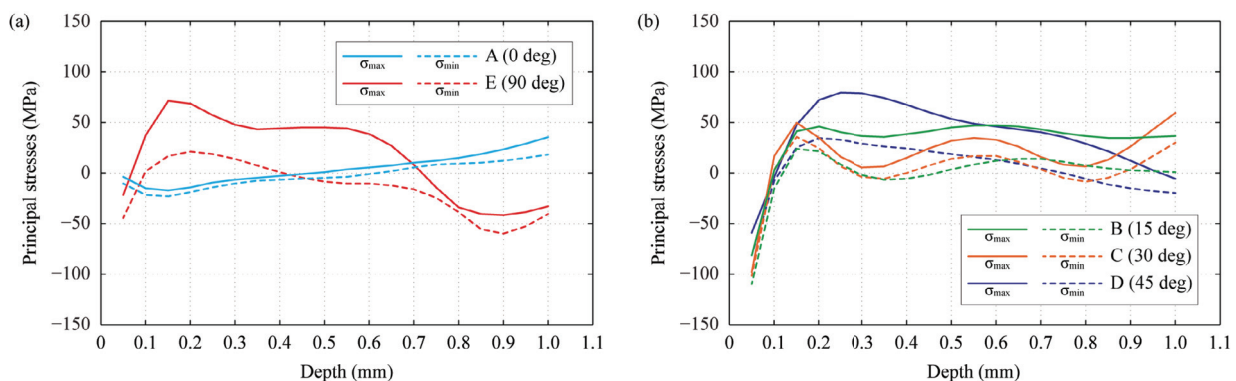 (a)
Principal stresses (MPa)
150
100
50
0
−50
−100
−150
σmax σmin A (0 deg)
σmax σmin E (90 deg)
0 0.1 0.2 0.3 0.4 0.5 0.6 0.7 0.8 0.9 1.0 1.1
Depth (mm)
(b)
Principal stresses (MPa)
150
100
50
0
−50
−100
−150
σmax σmin B (15 deg)
σmax σmin C (30 deg)
σmax σmin D (45 deg)
0 0.1 0.2 0.3 0.4 0.5 0.6 0.7 0.8 0.9 1.0 1.1
Depth (mm)